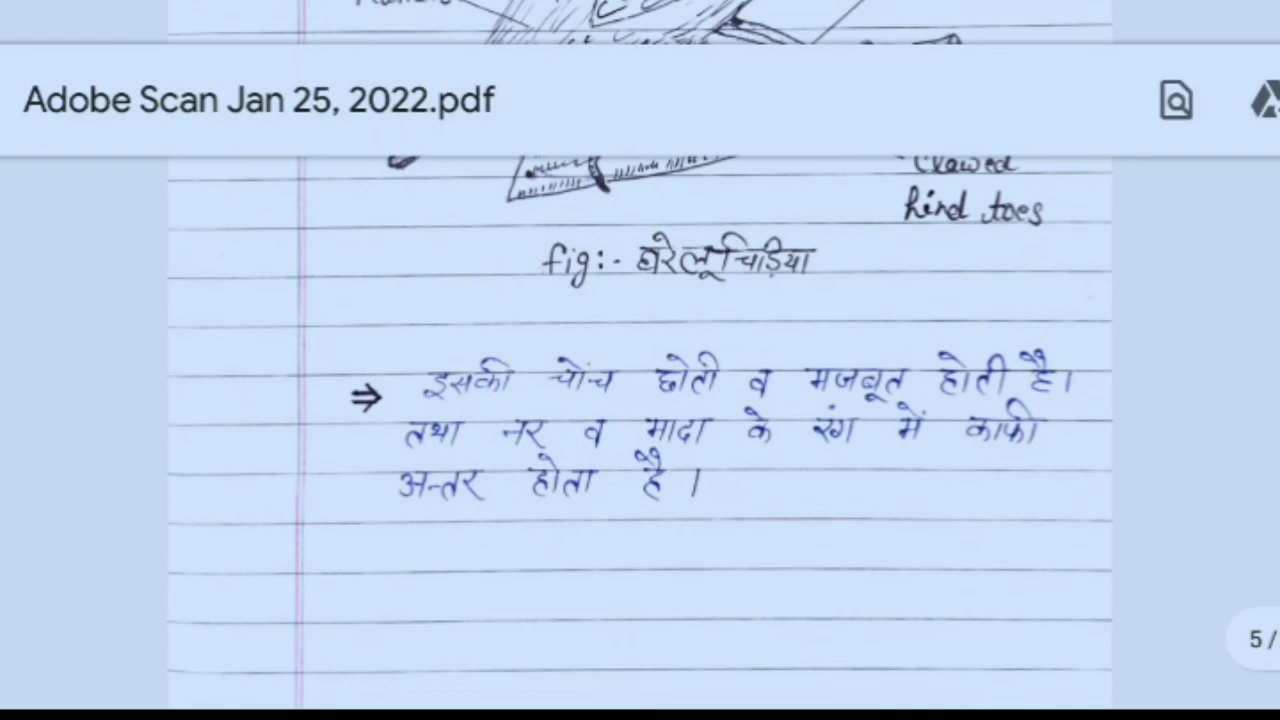 Adobe Scan Jan 25, 2022.pdf
Clawed
hind toes
fig:- घरेलू चिड़िया
⇒ इसकी चोंच छोटी व मजबूत होती है।
तथा नर व मादा के रंग में काफी
अन्तर होता है।
5 /